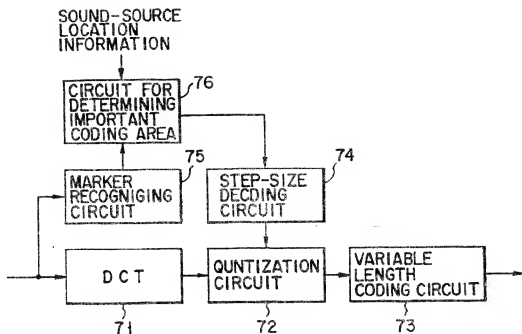 SOUND-SOURCE
LOCATION
INFORMATION
CIRCUIT FOR
DETERMINING
IMPORTANT
CODING AREA
76
75
MARKER
RECOGNIGING
CIRCUIT
74
STEP-SIZE
DECDING
CIRCUIT
DCT
71
QUNTIZATION
CIRCUIT
72
VARIABLE
LENGTH
CODING CIRCUIT
73